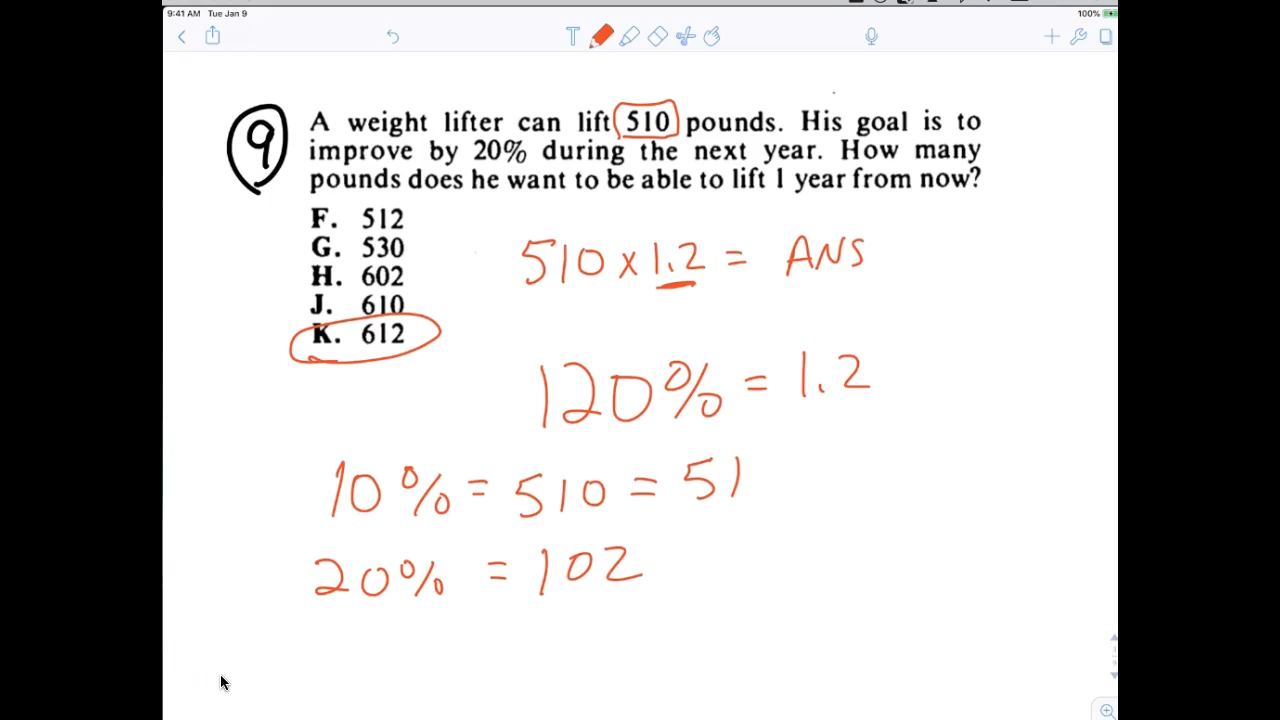 9:41 AM Tue Jan 9
100%
T
9
A weight lifter can lift 510 pounds. His goal is to
improve by 20% during the next year. How many
pounds does he want to be able to lift 1 year from now?
F. 512
G. 530
H. 602
J. 610
K. 612
510 x 1.2 = ANS
120% = 1.2
10% = 510 = 51
20% = 102